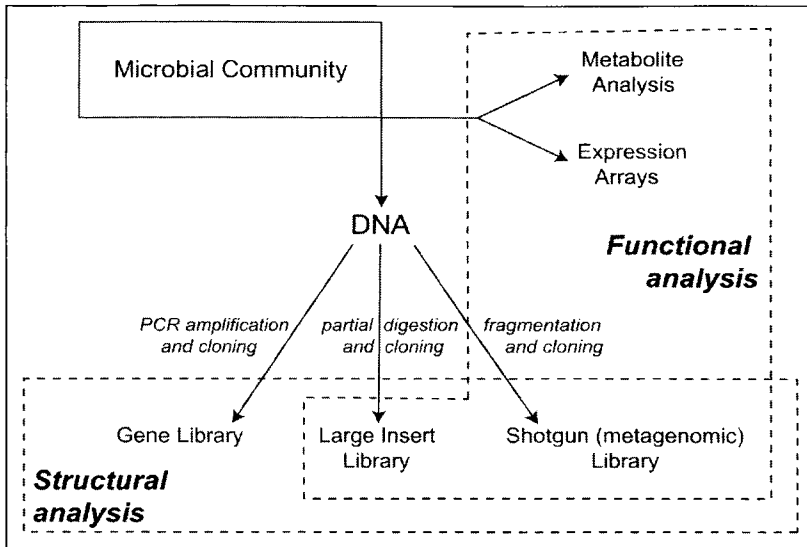 Microbial Community
Metabolite
Analysis
Expression
Arrays
DNA
Functional
analysis
PCR amplification
and cloning
partial digestion
and cloning
fragmentation
and cloning
Gene Library
Large Insert
Library
Shotgun (metagenomic)
Library
Structural
analysis